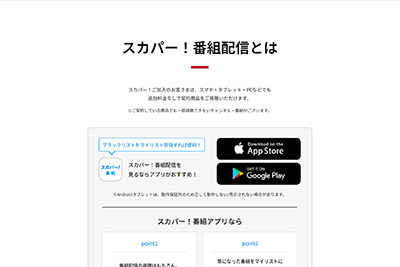 スカパー！番組配信とは
スカパー！ご加入のお客さまは、スマホ・タブレット・PCなどでも
追加料金なしで契約商品をご視聴いただけます。
※ご契約している商品でも一部視聴できないチャンネル・番組がございます。
ブラックリストをマイリスト登録すれば便利！
スカパー！
番組
スカパー！番組配信を
見るならアプリがおすすめ！
Download on the
App Store
GET IT ON
Google Play
※Androidタブレットは、動作保証外のため正しく動作しない/表示されない場合があります。
スカパー！番組アプリなら
point1
point2
番組配信の視聴はもちろん、
気になった番組をマイリストに